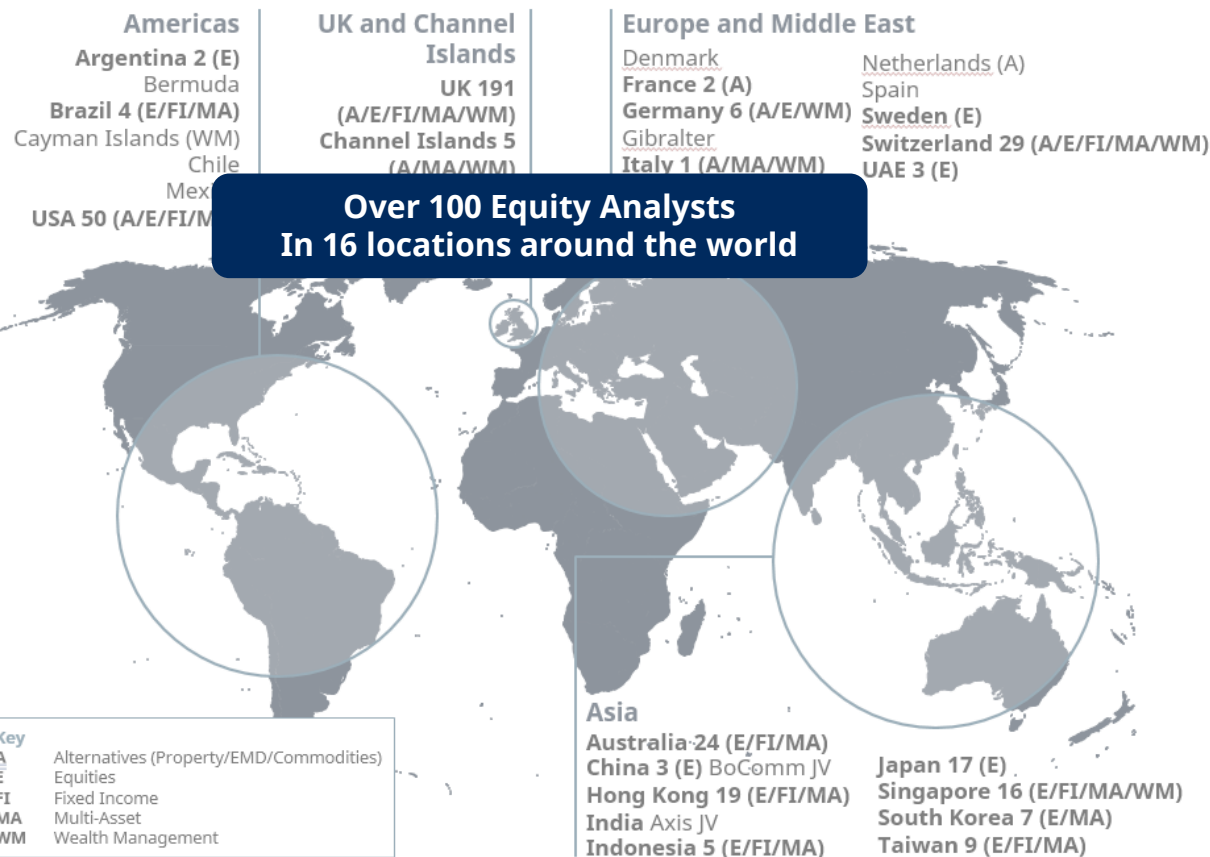 Americas
Argentina 2 (E)
Bermuda
Brazil 4 (E/FI/MA)
Cayman Islands (WM)
Chile
USA 50
UK and Channel
Islands
UK 191
(A/E/FI/MA/WM)
Channel Islands 5
(A/MA/WM)
Europe and Middle East
Denmark
France 2 (A)
Germany 6 (A/E/WM)
Gibralter
Italy 1 (A/MA/WM)
Netherlands (A)
Spain
Sweden (E)
Switzerland 29 (A/E/FI/MA/WM)
UAE 3 (E)
Over 100 Equity Analysts
In 16 locations around the world
Key
A Alternatives (Property/EMD/Commodities)
E Equities
FI Fixed Income
MA Multi-Asset
WM Wealth Management
Asia
Australia 24 (E/FI/MA)
China 3 (E) BoComm JV
Hong Kong 19 (E/FI/MA)
India Axis JV
Indonesia 5 (E/FI/MA)
Japan 17 (E)
Singapore 16 (E/FI/MA/WM)
South Korea 7 (E/MA)
Taiwan 9 (E/FI/MA)